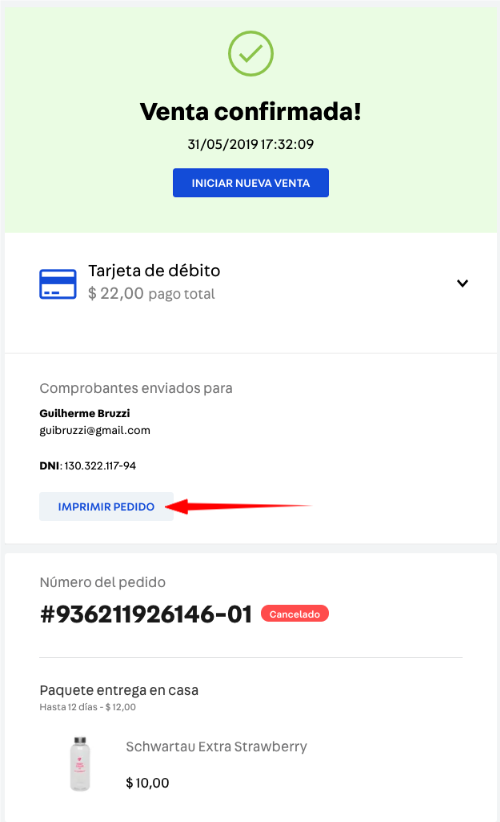 Venta confirmada!
31/05/2019 17:32:09
INICIAR NUEVA VENTA
Tarjeta de débito
$ 22,00 pago total
Comprobantes enviados para
Guilherme Bruzzi
guibruzzi@gmail.com
DNI: 130.322.117-94
IMPRIMIR PEDIDO
Número del pedido
#936211926146-01 Cancelado
Paquete entrega en casa
Hasta 12 días - $ 12,00
Schwartau Extra Strawberry
$ 10,00